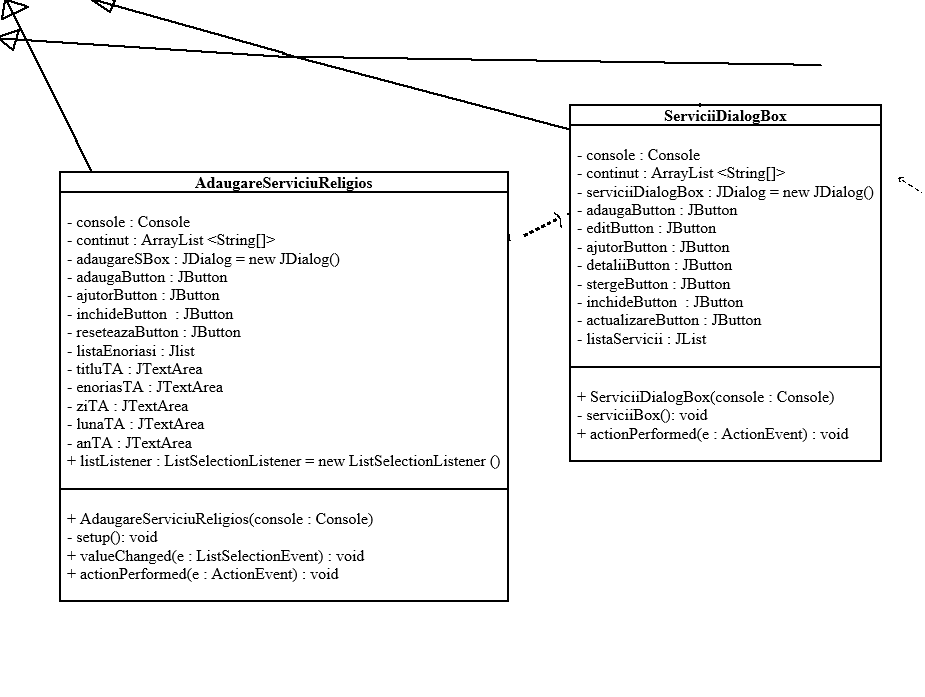 AdaugareServiciuReligios
- console : Console
- continut : ArrayList <String[]>
- adaugareSBox : JDialog = new JDialog()
- adaugaButton : JButton
- ajutorButton : JButton
- inchideButton  : JButton
- reseteazaButton : JButton
- listaEnoriasi : Jlist
- titluTA : JTextArea
- enoriasTA : JTextArea
- ziTA : JTextArea
- lunaTA : JTextArea
- anTA : JTextArea
+ listListener : ListSelectionListener = new ListSelectionListener ()
+ AdaugareServiciuReligios(console : Console)
- setup(): void
+ valueChanged(e : ListSelectionEvent) : void
+ actionPerformed(e : ActionEvent) : void
ServiciiDialogBox
- console : Console
- continut : ArrayList <String[]>
- serviciiDialogBox : JDialog = new JDialog()
- adaugaButton : JButton
- editButton : JButton
- ajutorButton : JButton
- detaliiButton : JButton
- stergeButton : JButton
- inchideButton  : JButton
- actualizareButton : JButton
- listaServicii : JList
+ ServiciiDialogBox(console : Console)
- serviciiBox(): void
+ actionPerformed(e : ActionEvent) : void